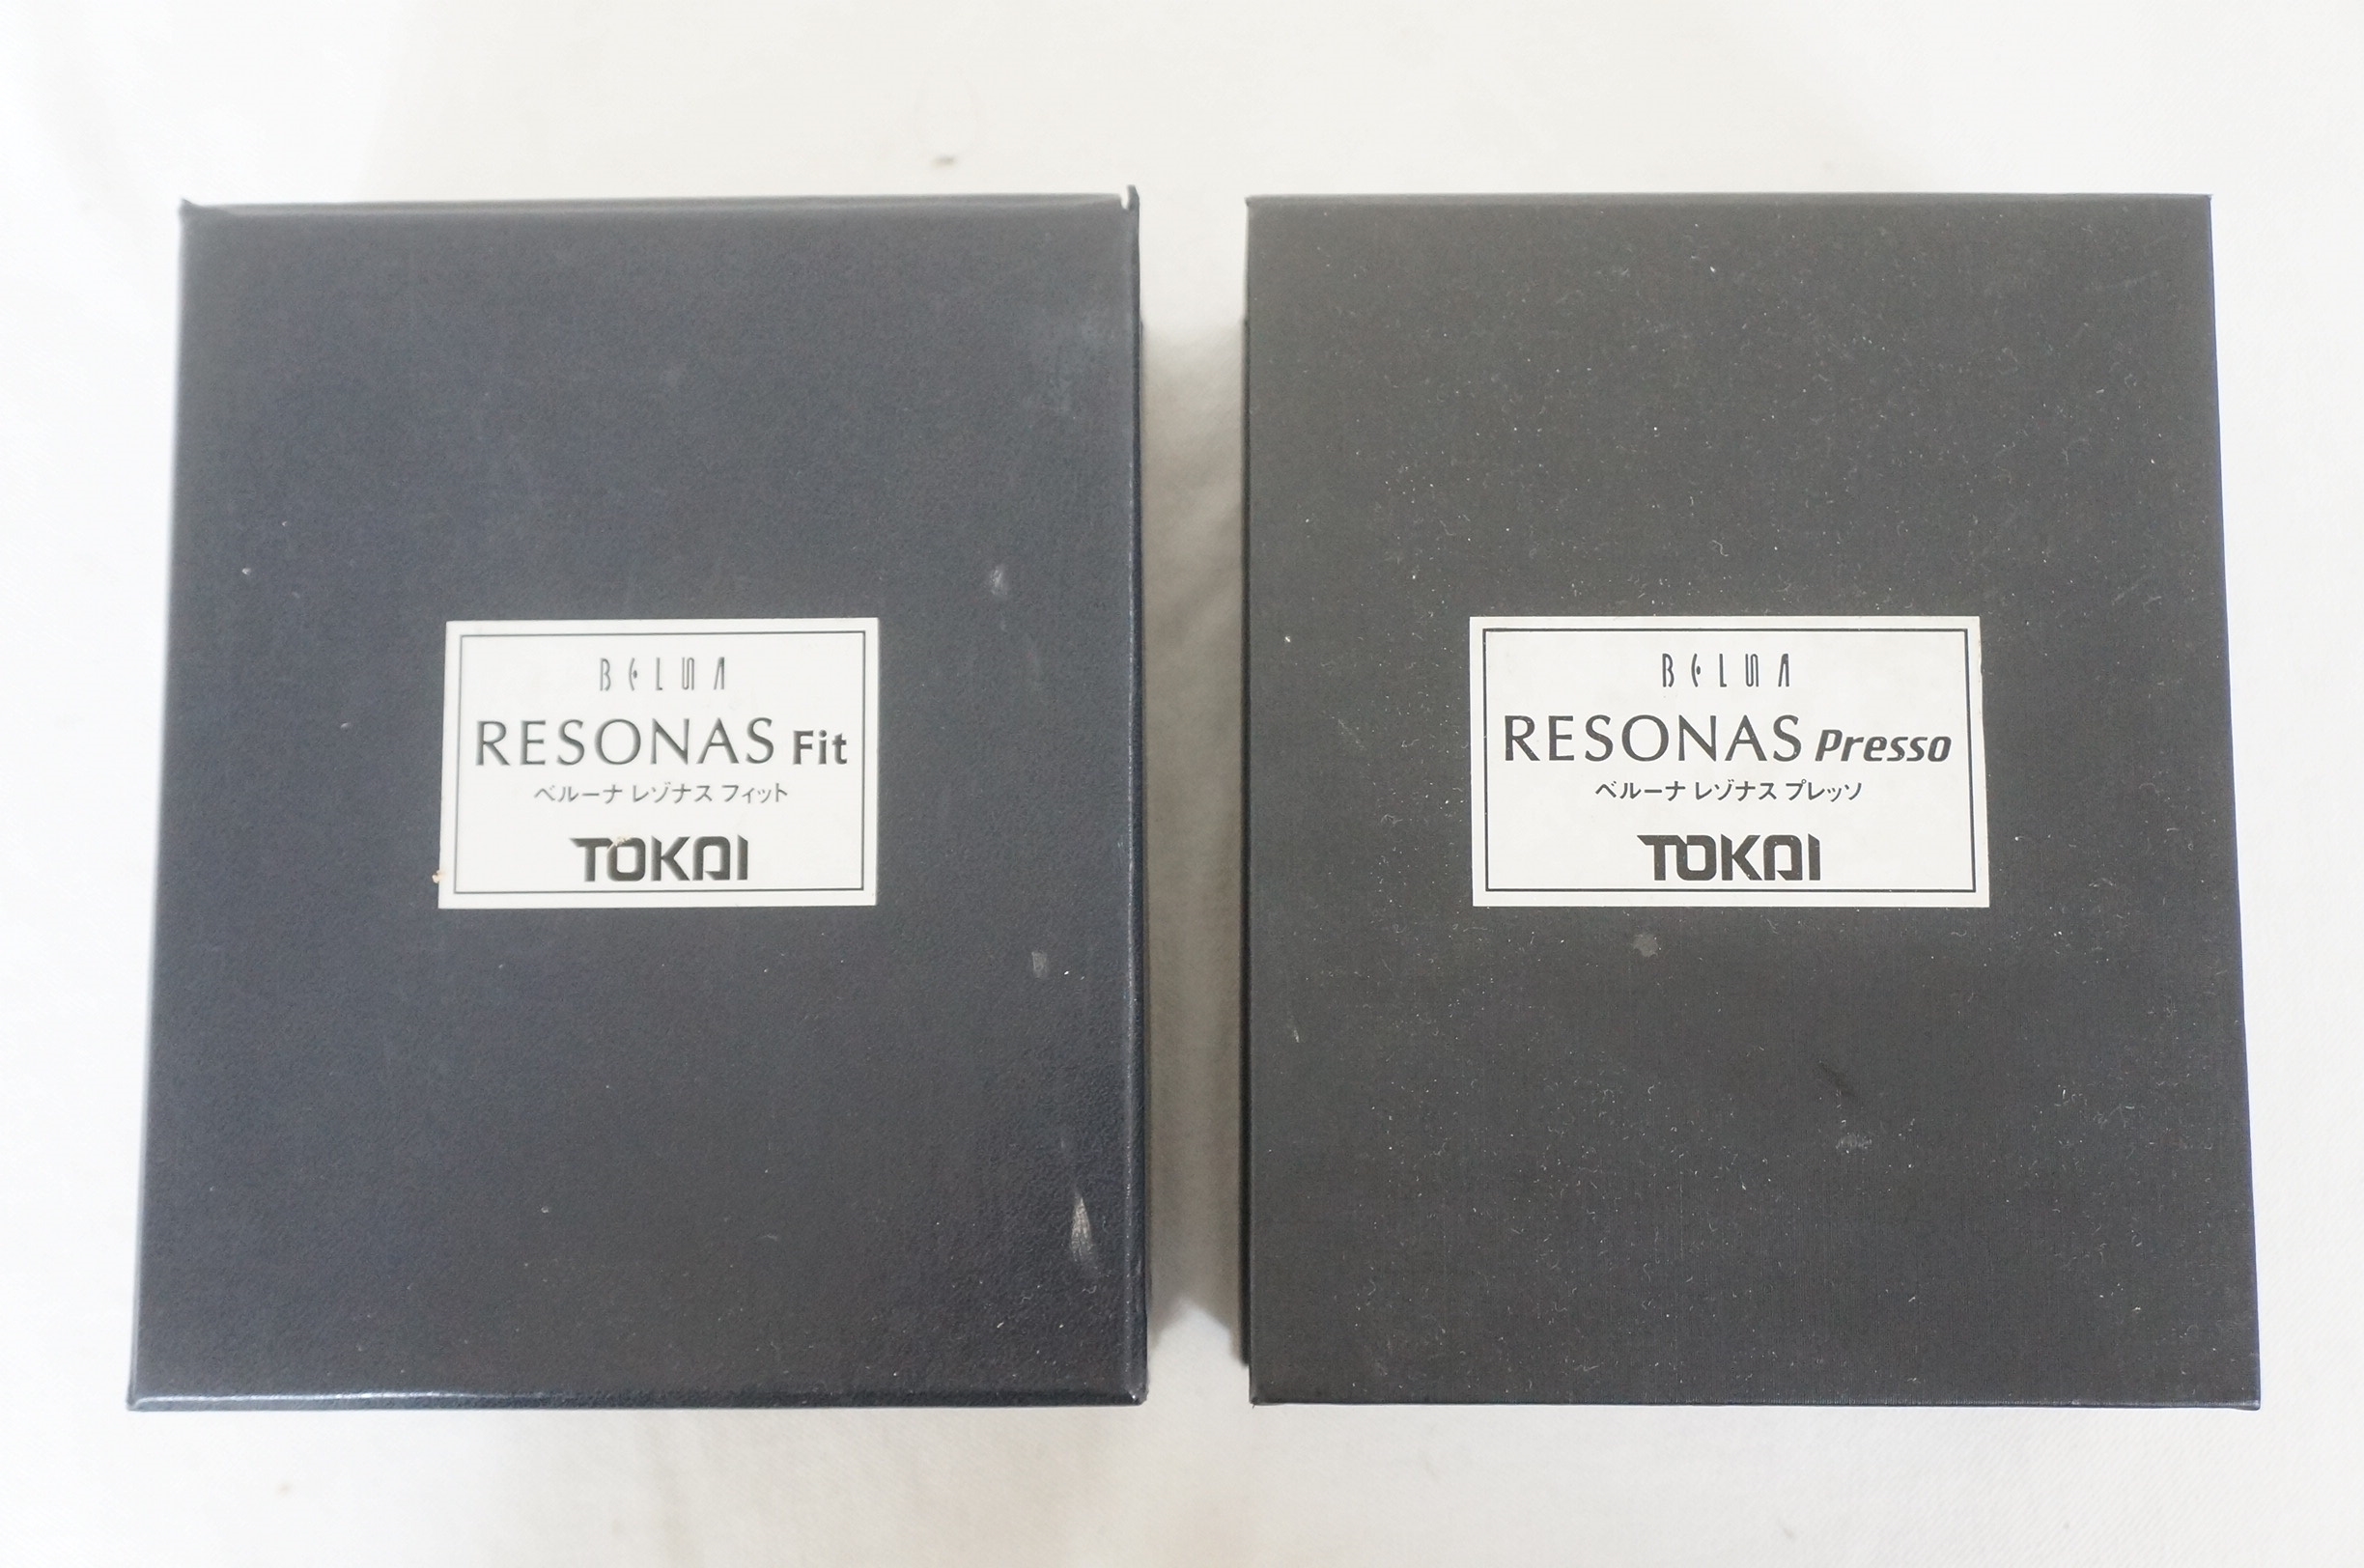 BELNA
RESONAS Fit
ベルーナ レゾナス フィット
TOKAI
BELNA
RESONAS Presso
ベルーナ レゾナス プレッソ
TOKAI